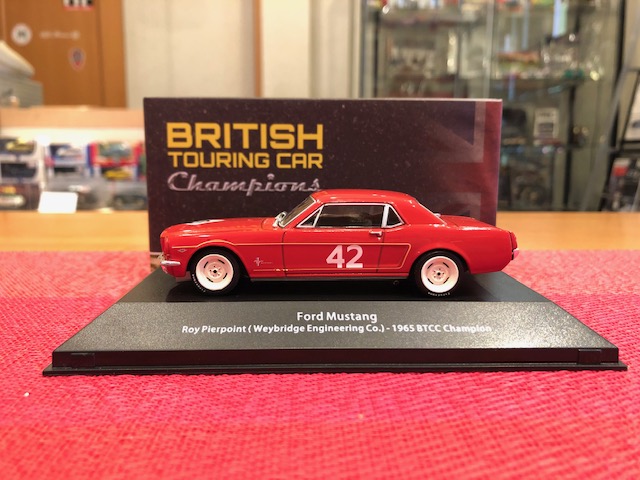 BRITISH
TOURING CAR
Champions
42
Ford Mustang
Roy Pierpoint ( Weybridge Engineering Co.) - 1965 BTCC Champion